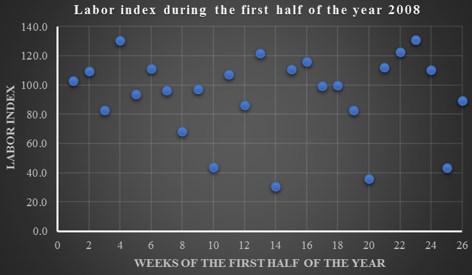 Labor index during the first half of the year 2008
140.0
120.0
100.0
80.0
60.0
40.0
20.0
0.0
LABOR INDEX
0 2 4 6 8 10 12 14 16 18 20 22 24 26
WEEKS OF THE FIRST HALF OF THE YEAR